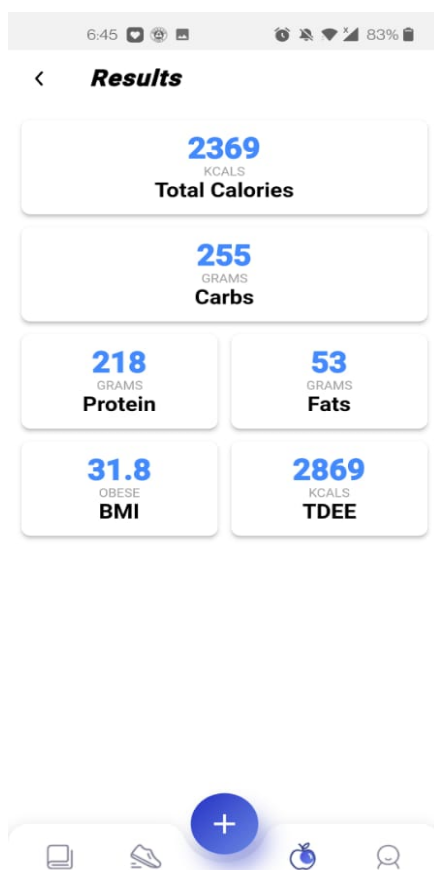 6:45 83%
Results
2369
KCALS
Total Calories
255
GRAMS
Carbs
218
GRAMS
Protein
53
GRAMS
Fats
31.8
OBESE
BMI
2869
KCALS
TDEE